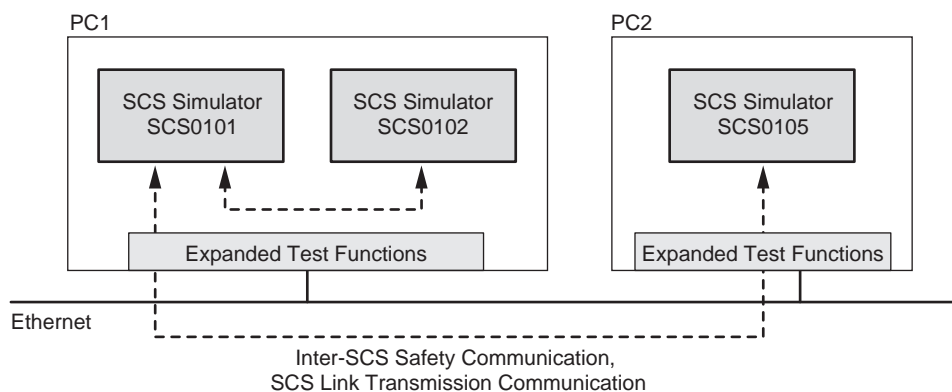 PC1
PC2
SCS Simulator
SCS0101
SCS Simulator
SCS0102
SCS Simulator
SCS0105
Expanded Test Functions
Expanded Test Functions
Ethernet
Inter-SCS Safety Communication,
SCS Link Transmission Communication